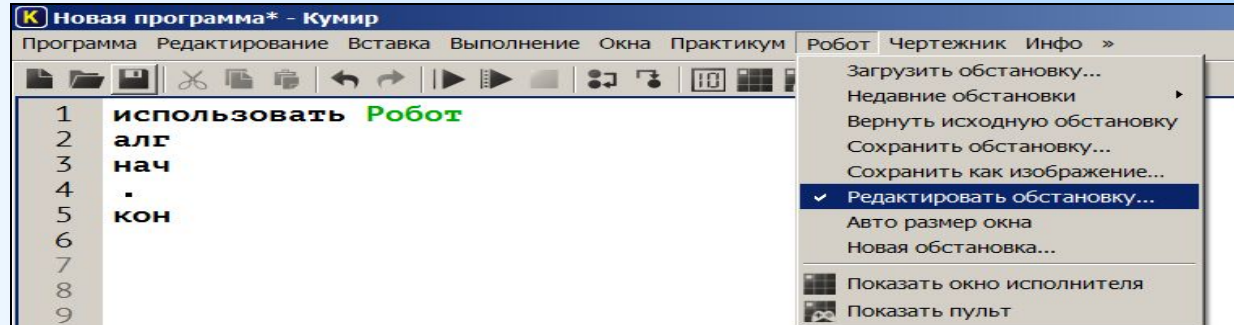 К Новая программа* - Кумир
Программа Редактирование Вставка Выполнение Окна Практикум Робот Чертежник Инфо »
Загрузить обстановку...
Недавние обстановки
Вернуть исходную обстановку
Сохранить обстановку...
Сохранить как изображение...
Редактировать обстановку...
Авто размер окна
Новая обстановка...
Показать окно исполнителя
Показать пульт
1 использовать Робот
2 алг
3 нач
4 .
5 кон
6
7
8
9